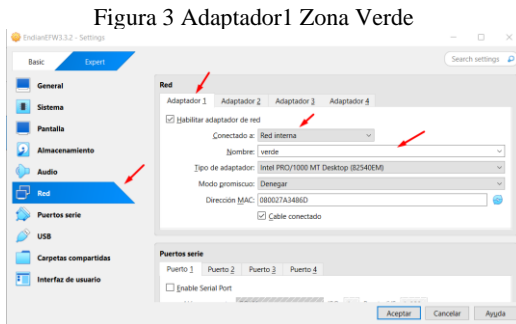 Figura 3 Adaptador1 Zona Verde
EndianEFW3.3.2 - Settings
Basic Expert Search settings
General
Sistema
Pantalla
Almacenamiento
Audio
Red
Puertos serie
USB
Carpetas compartidas
Interfaz de usuario
Red
Adaptador 1 Adaptador 2 Adaptador 3 Adaptador 4
Habilitar adaptador de red
Conectado a: Red interna
Nombre: verde
Tipo de adaptador: Intel PRO/1000 MT Desktop (82540EM)
Modo promiscuo: Denegar
Dirección MAC: 080027A3486D
Cable conectado
Puertos serie
Puerto 1 Puerto 2 Puerto 3 Puerto 4
Enable Serial Port
Aceptar Cancelar Ayuda